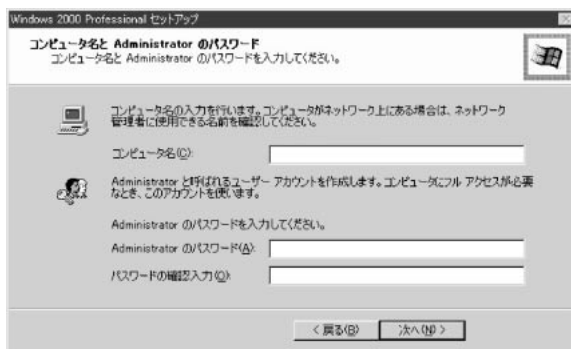 Windows 2000 Professional セットアップ
コンピュータ名と Administrator のパスワード
コンピュータ名と Administrator のパスワードを入力してください。
コンピュータ名の入力を行います。コンピュータがネットワーク上にある場合は、ネットワーク
管理者に使用できる名前を確認してください。
コンピュータ名(C):
Administrator と呼ばれるユーザー アカウントを作成します。コンピュータにフル アクセスが必要
なとき、このアカウントを使います。
Administrator のパスワードを入力してください。
Administrator のパスワード(A):
パスワードの確認入力(O):
< 戻る(B)
次へ(N) >